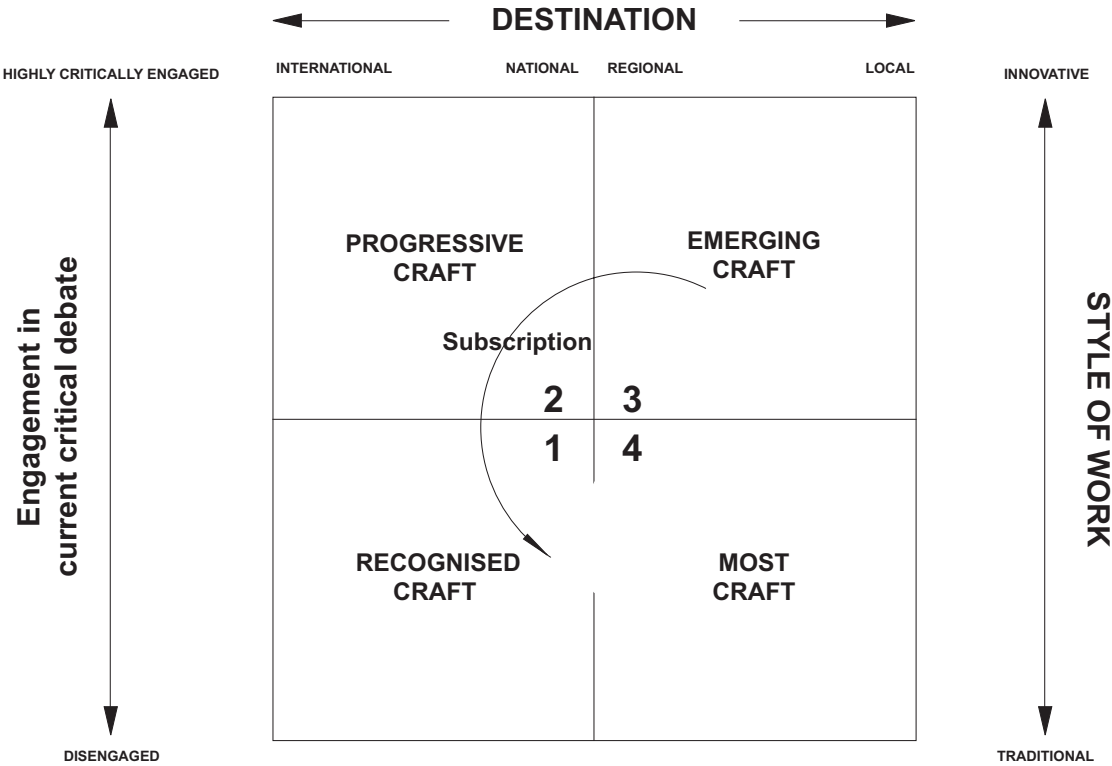 DESTINATION
HIGHLY CRITICALLY ENGAGED
INTERNATIONAL
NATIONAL
REGIONAL
LOCAL
INNOVATIVE
PROGRESSIVE
CRAFT
EMERGING
CRAFT
Engagement in
current critical debate
STYLE OF WORK
Subscription
2
3
1
4
RECOGNISED
CRAFT
MOST
CRAFT
DISENGAGED
TRADITIONAL